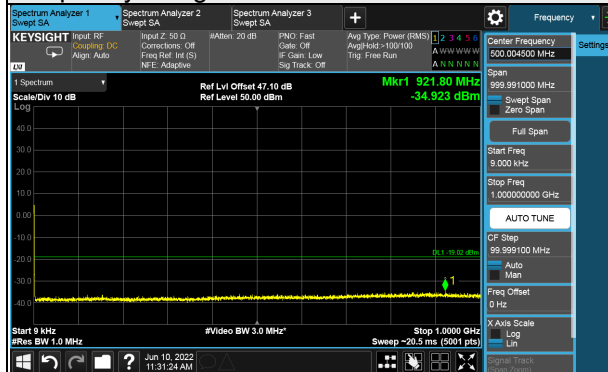 Spectrum Analyzer 1
Swept SA
Spectrum Analyzer 2
Swept SA
Spectrum Analyzer 3
Swept SA
Frequency
KEYSIGHT
Input: RF
Coupling: DC
Align: Auto
Input Z: 50 Ω
Corrections: Off
Freq Ref: Int (S)
NFE: Adaptive
#Atten: 20 dB
PNO: Fast
Gate: Off
IF Gain: Low
Sig Track: Off
Avg Type: Power (RMS)
Avg|Hold:>100/100
Trig: Free Run
1 2 3 4 5 6
A W W W W W
A N N N N N
LXI
1 Spectrum
Scale/Div 10 dB
Log
Ref Lvl Offset 47.10 dB
Ref Level 50.00 dBm
Mkr1 921.80 MHz
-34.923 dBm
40.0
30.0
20.0
10.0
0.00
-10.0
-20.0
-30.0
-40.0
DL1 -19.02 dBm
1
Start 9 kHz
#Res BW 1.0 MHz
#Video BW 3.0 MHz*
Stop 1.0000 GHz
Sweep ~20.5 ms (5001 pts)
Jun 10, 2022
11:31:24 AM
Center Frequency
500.004500 MHz
Settings
Span
999.991000 MHz
Swept Span
Zero Span
Full Span
Start Freq
9.000 kHz
Stop Freq
1.000000000 GHz
AUTO TUNE
CF Step
99.999100 MHz
Auto
Man
Freq Offset
0 Hz
X Axis Scale
Log
Lin
Signal Track
(Span Zoom)